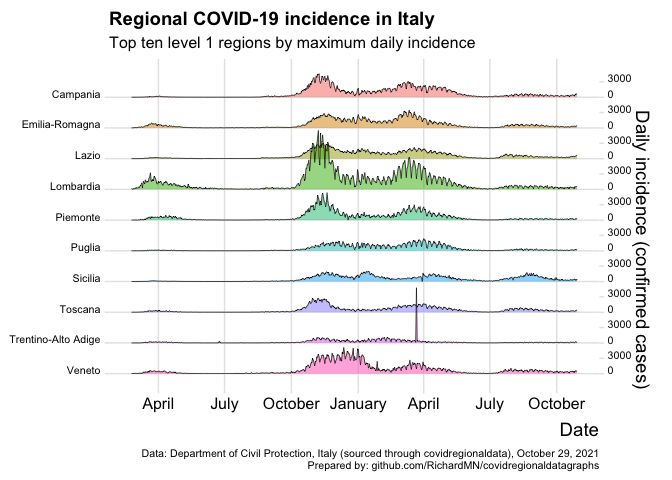 Regional COVID-19 incidence in Italy
Top ten level 1 regions by maximum daily incidence
Campania
Emilia-Romagna
Lazio
Lombardia
Piemonte
Puglia
Sicilia
Toscana
Trentino-Alto Adige
Veneto
3000
0
3000
0
3000
0
3000
0
3000
0
3000
0
3000
0
3000
0
3000
0
3000
0
Daily incidence (confirmed cases)
April July October January April July October
Date
Data: Department of Civil Protection, Italy (sourced through covidregionaldata), October 29, 2021
Prepared by: github.com/RichardMN/covidregionaldatagraphs